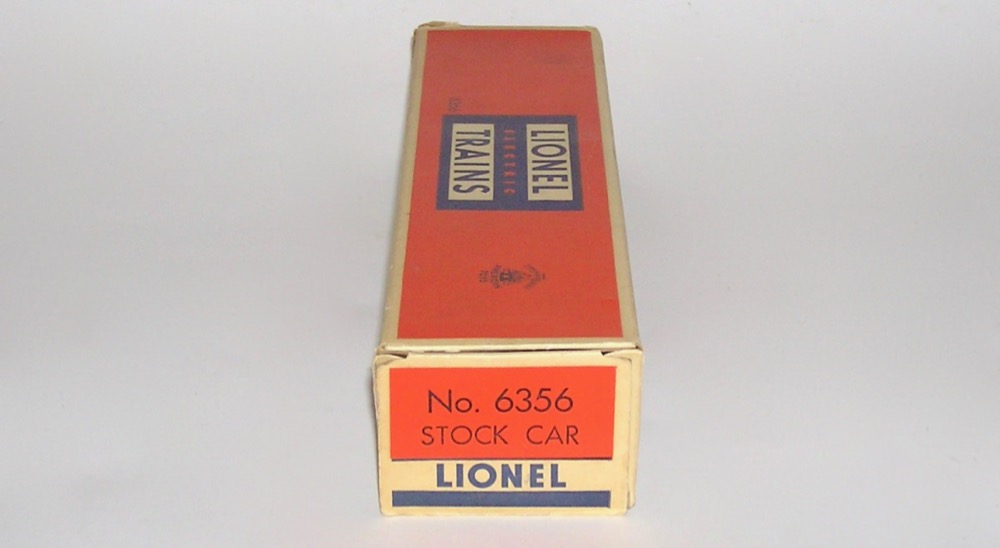 LIONEL
ELECTRIC
TRAINS
No. 6356
STOCK CAR
LIONEL